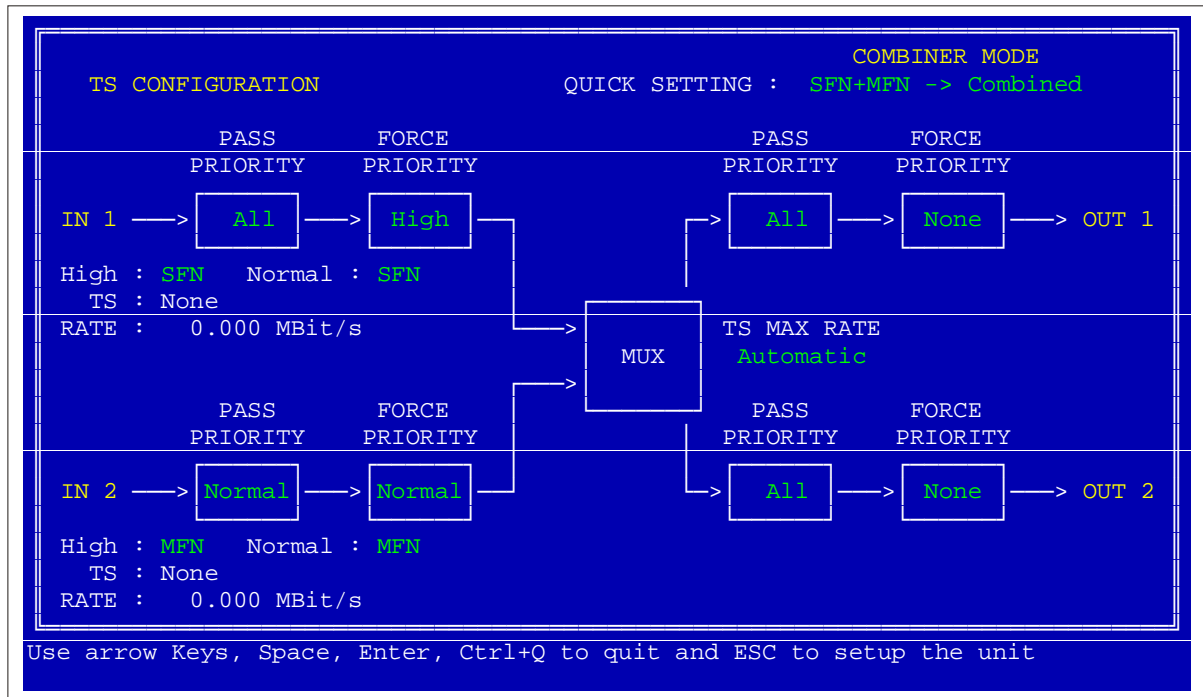 COMBINER MODE
TS CONFIGURATION QUICK SETTING : SFN+MFN -> Combined
PASS FORCE PASS FORCE
PRIORITY PRIORITY PRIORITY PRIORITY
IN 1 All High All None OUT 1
High : SFN Normal : SFN
TS : None
RATE : 0.000 MBit/s TS MAX RATE
MUX Automatic
PASS FORCE PASS FORCE
PRIORITY PRIORITY PRIORITY PRIORITY
IN 2 Normal Normal All None OUT 2
High : MFN Normal : MFN
TS : None
RATE : 0.000 MBit/s
Use arrow Keys, Space, Enter, Ctrl+Q to quit and ESC to setup the unit